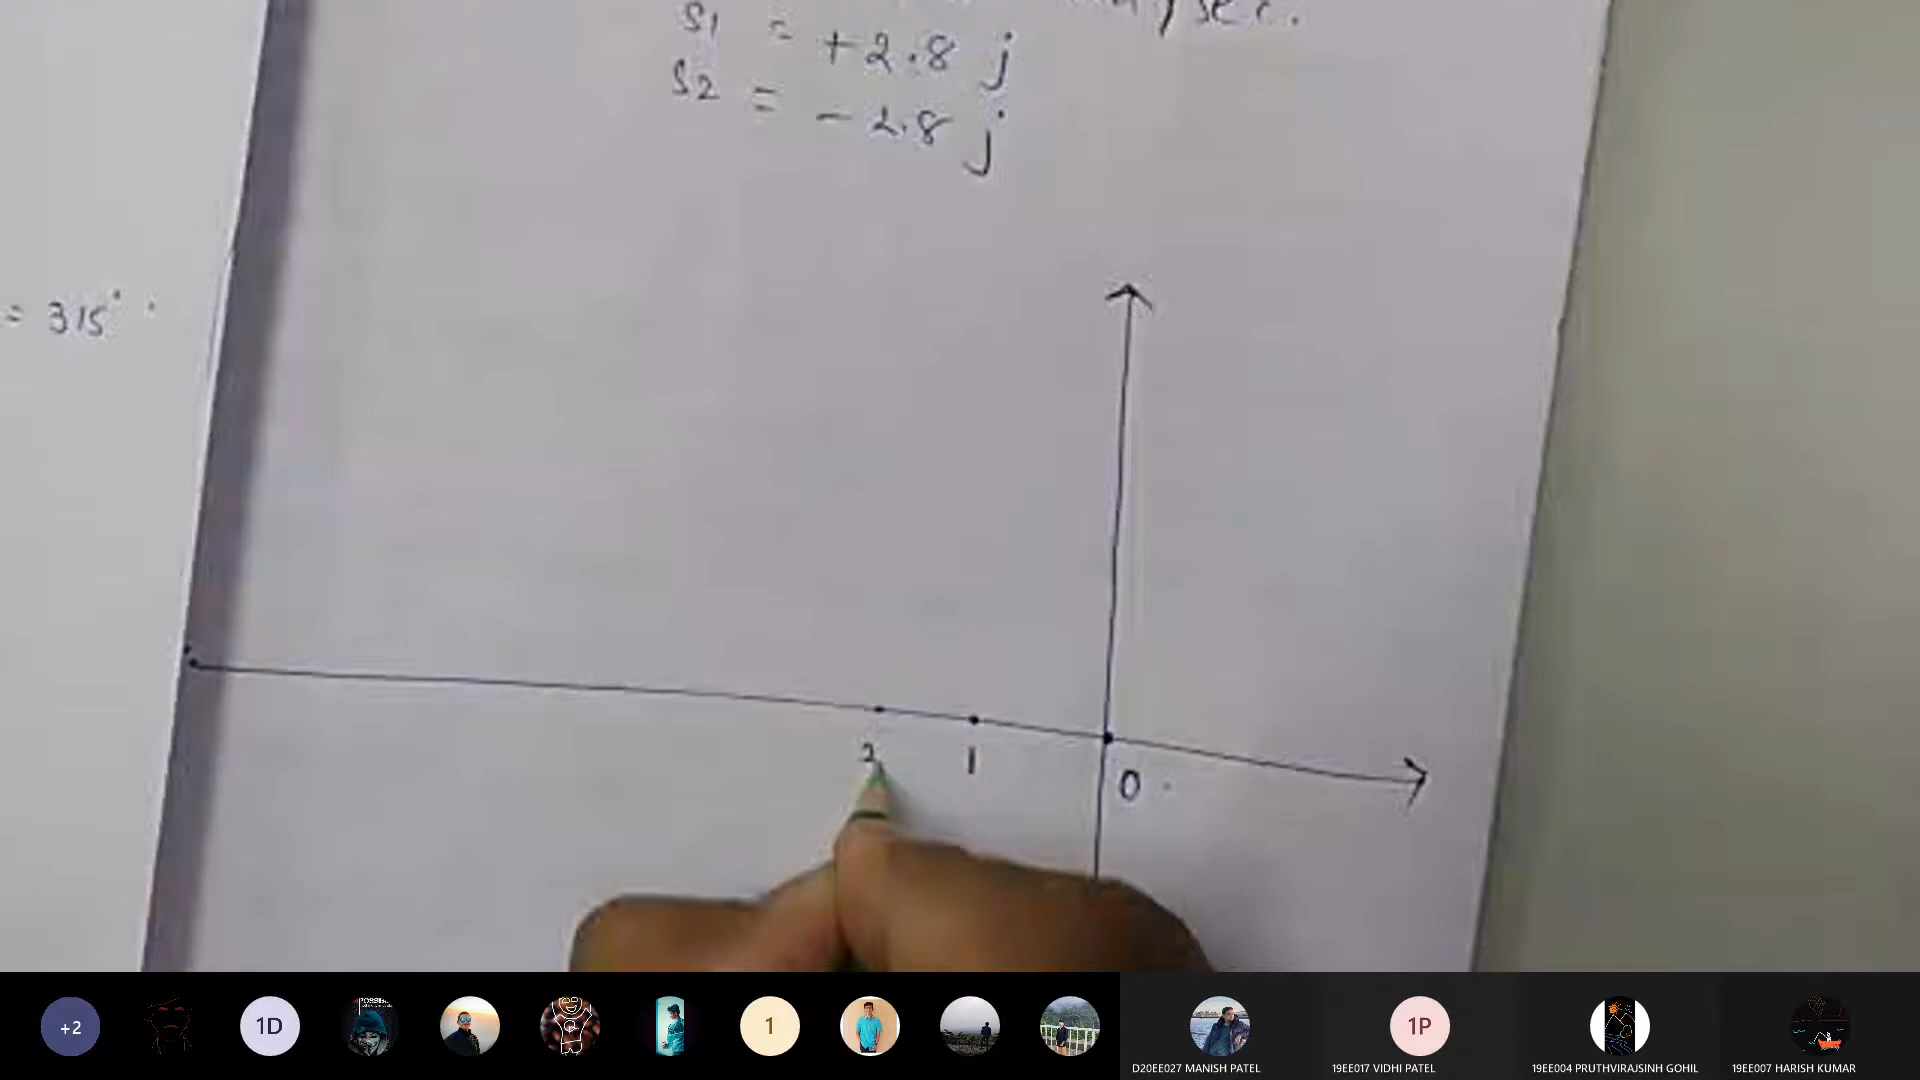 s1 = +2.8 j
s2 = - 2.8 j
= 315°
2 1 0
+2
1D
1
1P
D20EE027 MANISH PATEL
19EE017 VIDHI PATEL
19EE004 PRUTHVIRAJSINH GOHIL
19EE007 HARISH KUMAR